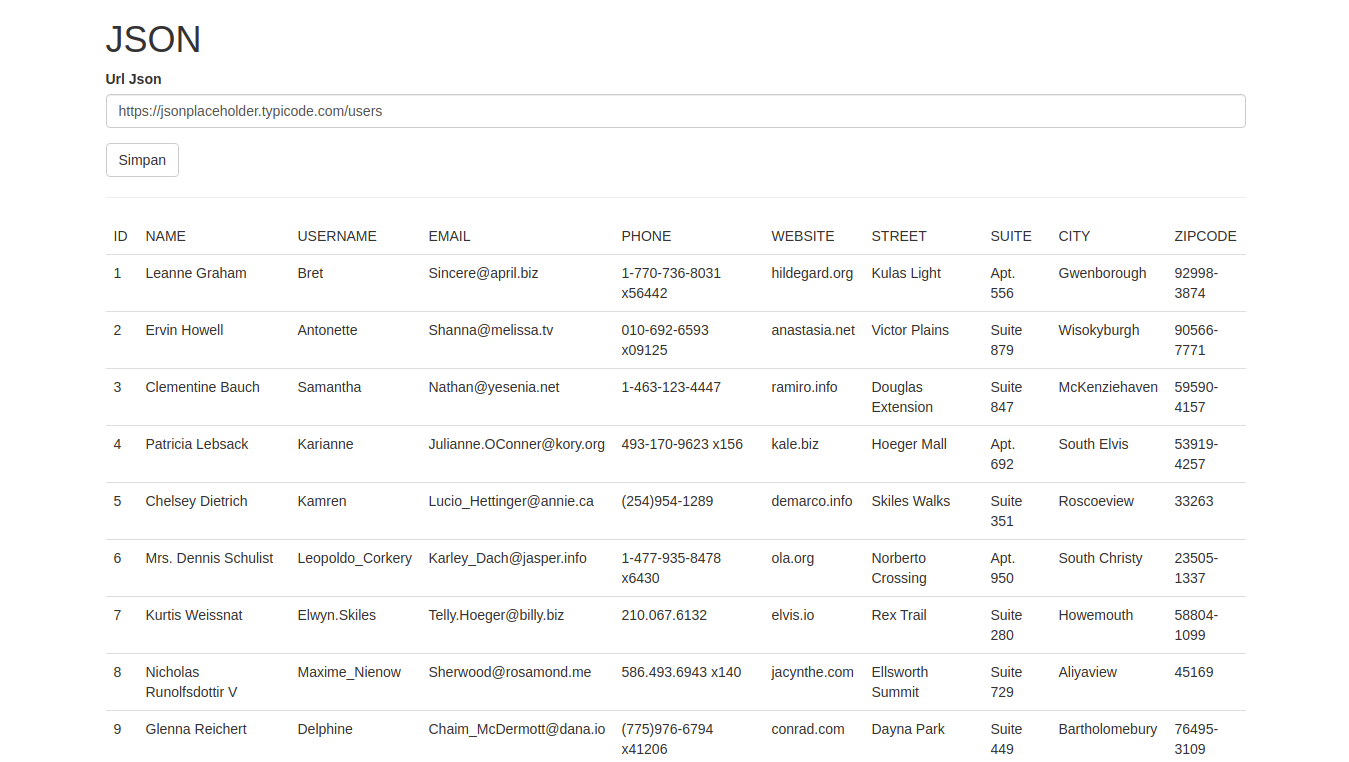 JSON
Url Json
https://jsonplaceholder.typicode.com/users
Simpan
ID NAME USERNAME EMAIL PHONE WEBSITE STREET SUITE CITY ZIPCODE
1 Leanne Graham Bret Sincere@april.biz 1-770-736-8031 hildegard.org Kulas Light Apt. Gwenborough 92998-
x56442 556 3874
2 Ervin Howell Antonette Shanna@melissa.tv 010-692-6593 anastasia.net Victor Plains Suite Wisokyburgh 90566-
x09125 879 7771
3 Clementine Bauch Samantha Nathan@yesenia.net 1-463-123-4447 ramiro.info Douglas Suite McKenziehaven 59590-
Extension 847 4157
4 Patricia Lebsack Karianne Julianne.OConner@kory.org 493-170-9623 x156 kale.biz Hoeger Mall Apt. South Elvis 53919-
692 4257
5 Chelsey Dietrich Kamren Lucio_Hettinger@annie.ca (254)954-1289 demarco.info Skiles Walks Suite Roscoeview 33263
351
6 Mrs. Dennis Schulist Leopoldo_Corkery Karley_Dach@jasper.info 1-477-935-8478 ola.org Norberto Apt. South Christy 23505-
x6430 Crossing 950 1337
7 Kurtis Weissnat Elwyn.Skiles Telly.Hoeger@billy.biz 210.067.6132 elvis.io Rex Trail Suite Howemouth 58804-
280 1099
8 Nicholas Maxime_Nienow Sherwood@rosamond.me 586.493.6943 x140 jacynthe.com Ellsworth Suite Aliyaview 45169
Runolfsdottir V Summit 729
9 Glenna Reichert Delphine Chaim_McDermott@dana.io (775)976-6794 conrad.com Dayna Park Suite Bartholomebury 76495-
x41206 449 3109